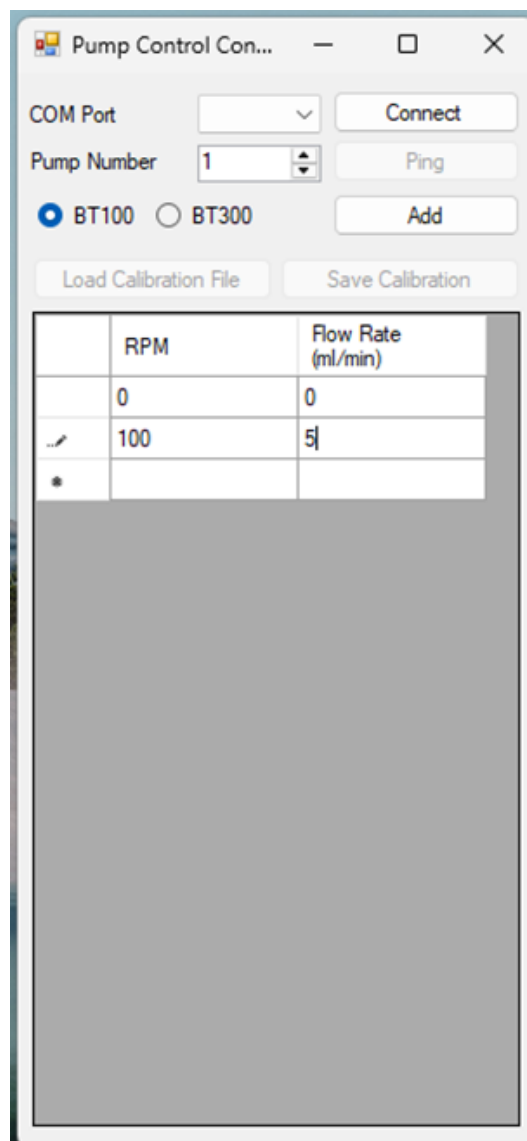 Pump Control Con...
COM Port Connect
Pump Number 1 Ping
BT100 BT300 Add
Load Calibration File Save Calibration
RPM Flow Rate
(ml/min)
0 0
100 5